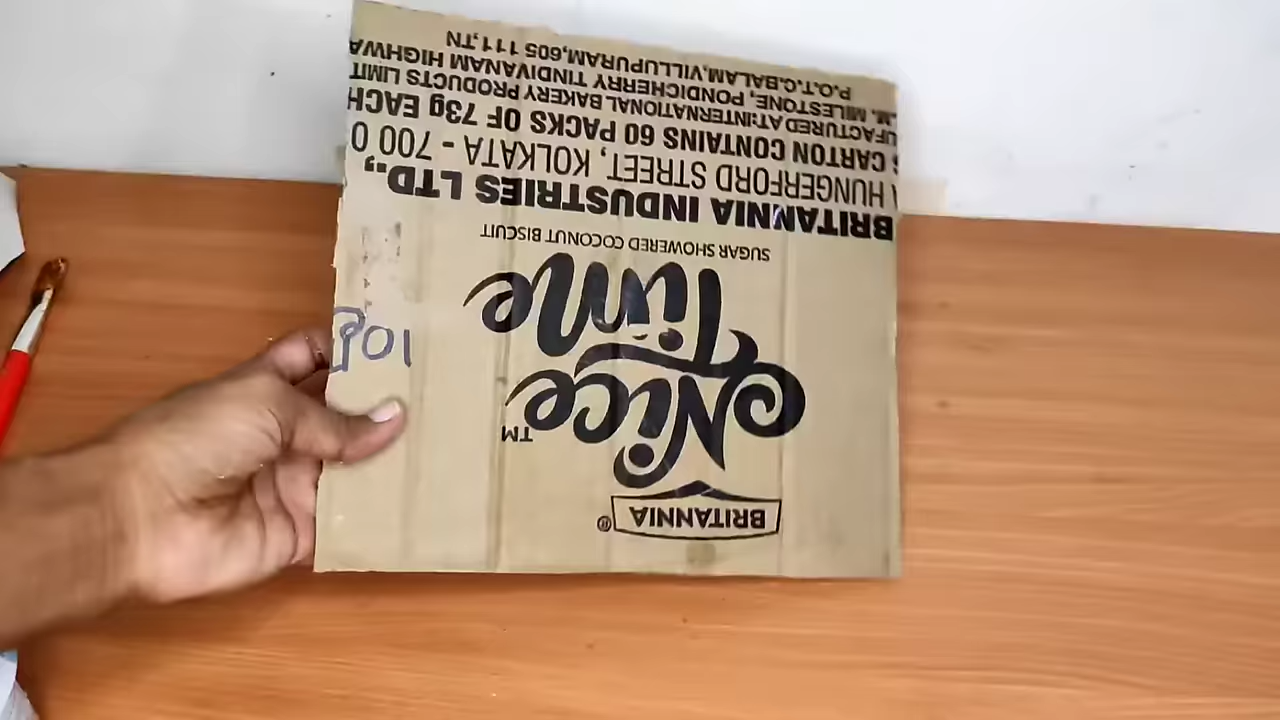 BRITANNIA ®
Nice ™
Time
SUGAR SHOWERED COCONUT BISCUIT
BRITANNIA INDUSTRIES LTD.,
A HUNGERFORD STREET, KOLKATA - 700 0
S CARTON CONTAINS 60 PACKS OF 73g EACH
UFACTURED AT:INTERNATIONAL BAKERY PRODUCTS LIMIT
M. MILESTONE, PONDICHERRY TINDIVANAM HIGHWA
P.O.T.C.BALAM,VILLUPURAM,605 111,TN